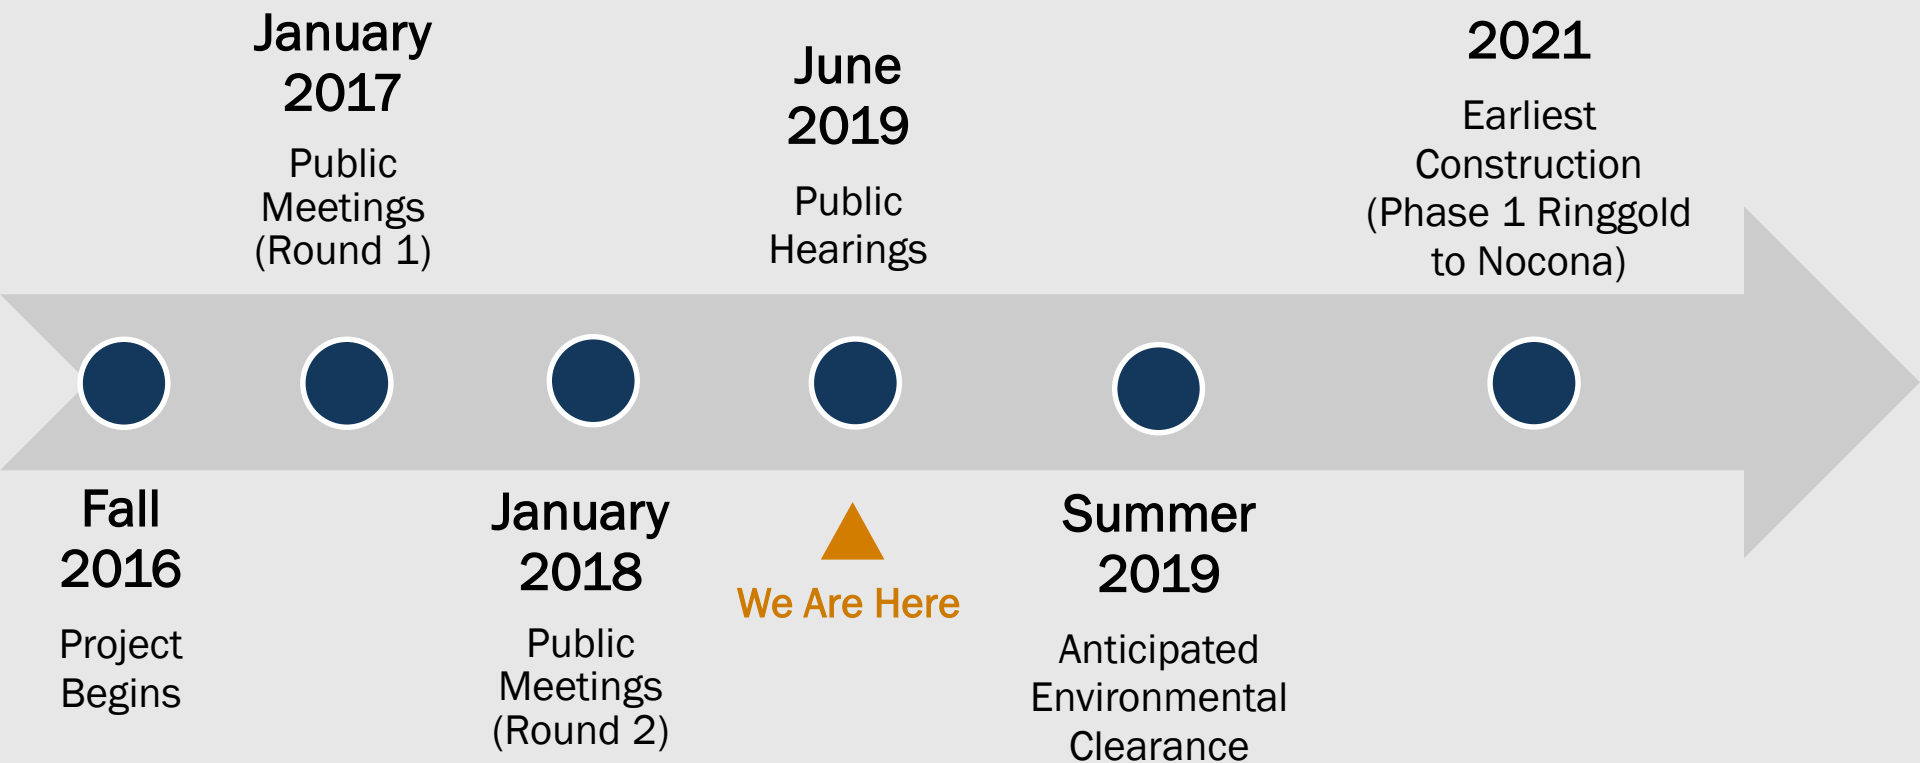 January
2017
Public
Meetings
(Round 1)
June
2019
Public
Hearings
2021
Earliest
Construction
(Phase 1 Ringgold
to Nocona)
Fall
2016
Project
Begins
January
2018
Public
Meetings
(Round 2)
We Are Here
Summer
2019
Anticipated
Environmental
Clearance